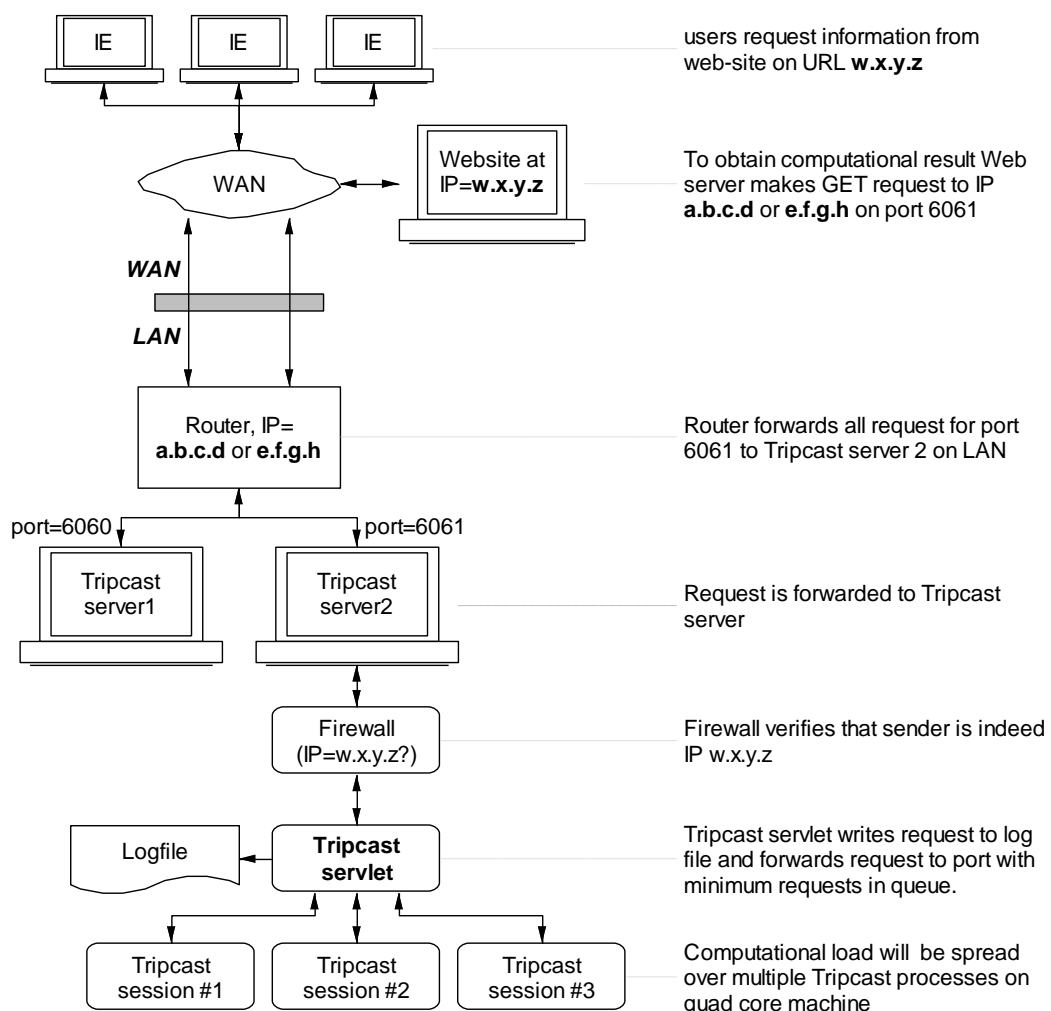 IE
IE
IE
users request information from
web-site on URL w.x.y.z
WAN
Website at
IP=w.x.y.z
To obtain computational result Web
server makes GET request to IP
a.b.c.d or e.f.g.h on port 6061
WAN
LAN
Router, IP=
a.b.c.d or e.f.g.h
Router forwards all request for port
6061 to Tripcast server 2 on LAN
port=6060
port=6061
Tripcast
server1
Tripcast
server2
Request is forwarded to Tripcast
server
Firewall
(IP=w.x.y.z?)
Firewall verifies that sender is indeed
IP w.x.y.z
Logfile
Tripcast
servlet
Tripcast servlet writes request to log
file and forwards request to port with
minimum requests in queue.
Tripcast
session #1
Tripcast
session #2
Tripcast
session #3
Computational load will be spread
over multiple Tripcast processes on
quad core machine